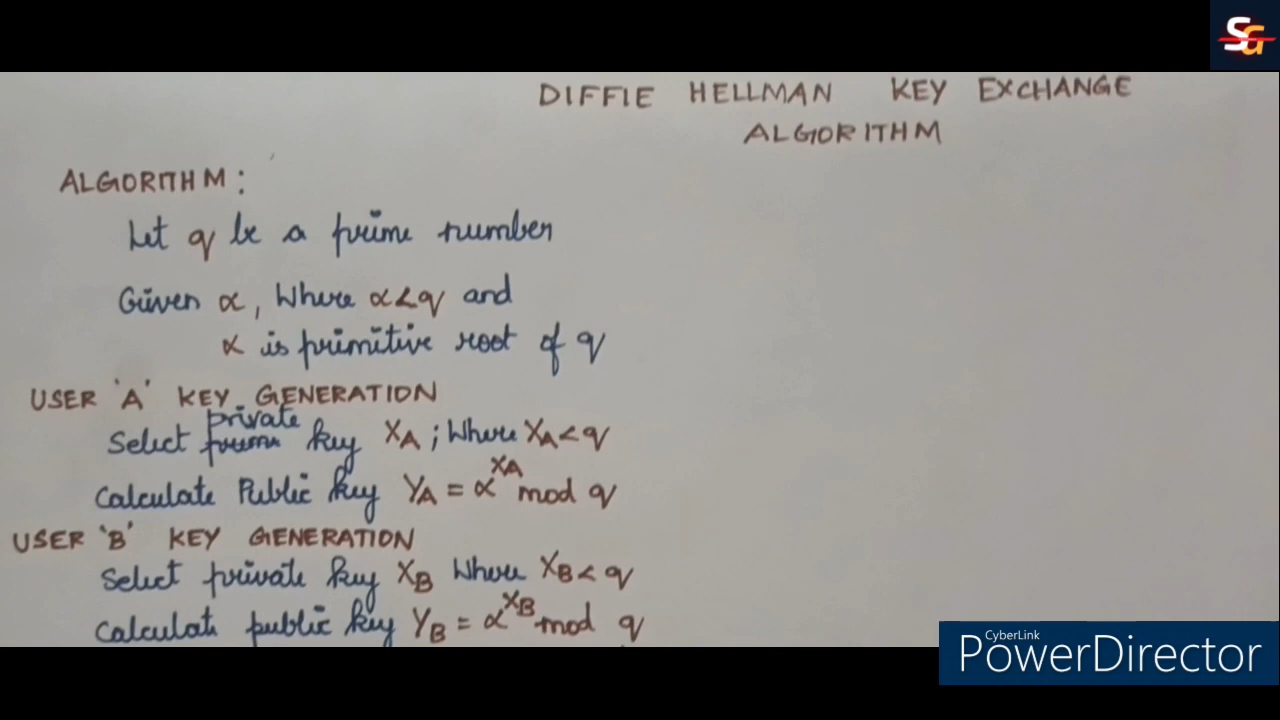 SG
DIFFIE HELLMAN KEY EXCHANGE
ALGORITHM
ALGORITHM:
Let q be a prime number
Given α, Where α<q and
α is primitive root of q
USER 'A' KEY GENERATION
private
Select key XA ; Where XA<q
Calculate Public key YA = α^XA mod q
USER 'B' KEY GENERATION
Select private key XB Where XB< q
Calculate public key YB = α^XB mod q
CyberLink
PowerDirector